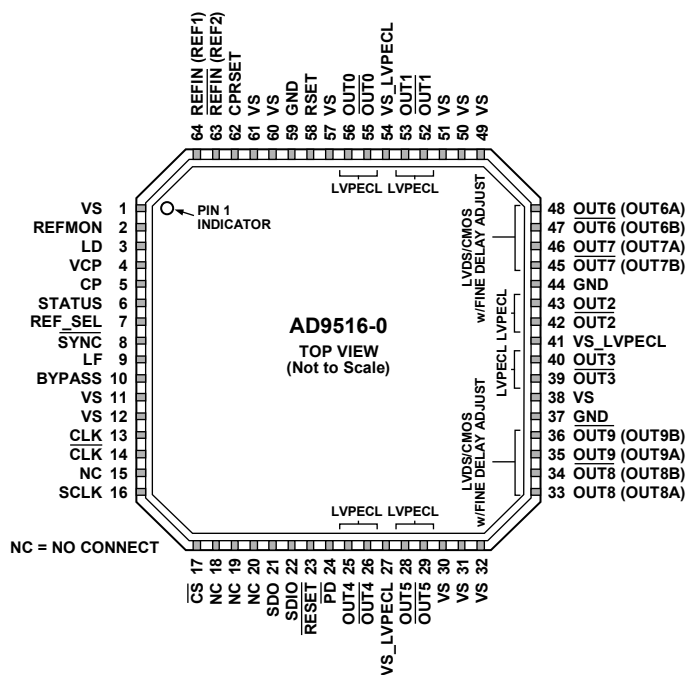 64 REFIN (REF1)
63 REFIN (REF2)
62 CPRSET
61 VS
60 VS
59 GND
58 RSET
57 VS
56 OUT0
55 OUT0
54 VS_LVPECL
53 OUT1
52 OUT1
51 VS
50 VS
49 VS
LVPECL
LVPECL
VS 1
REFMON 2
LD 3
VCP 4
CP 5
STATUS 6
REF_SEL 7
SYNC 8
LF 9
BYPASS 10
VS 11
VS 12
CLK 13
CLK 14
NC 15
SCLK 16
PIN 1
INDICATOR
AD9516-0
TOP VIEW
(Not to Scale)
LVDS/CMOS
w/FINE DELAY ADJUST
LVPECL
LVPECL
LVDS/CMOS
w/FINE DELAY ADJUST
48 OUT6 (OUT6A)
47 OUT6 (OUT6B)
46 OUT7 (OUT7A)
45 OUT7 (OUT7B)
44 GND
43 OUT2
42 OUT2
41 VS_LVPECL
40 OUT3
39 OUT3
38 VS
37 GND
36 OUT9 (OUT9B)
35 OUT9 (OUT9A)
34 OUT8 (OUT8B)
33 OUT8 (OUT8A)
LVPECL
LVPECL
NC = NO CONNECT
CS 17
NC 18
NC 19
NC 20
SDO 21
SDIO 22
RESET 23
PD 24
OUT4 25
OUT4 26
VS_LVPECL 27
OUT5 28
OUT5 29
VS 30
VS 31
VS 32